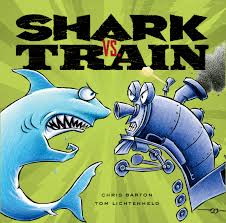 SHARK
VS.
TRAIN
CHRIS BARTON
TOM LICHTENHELD